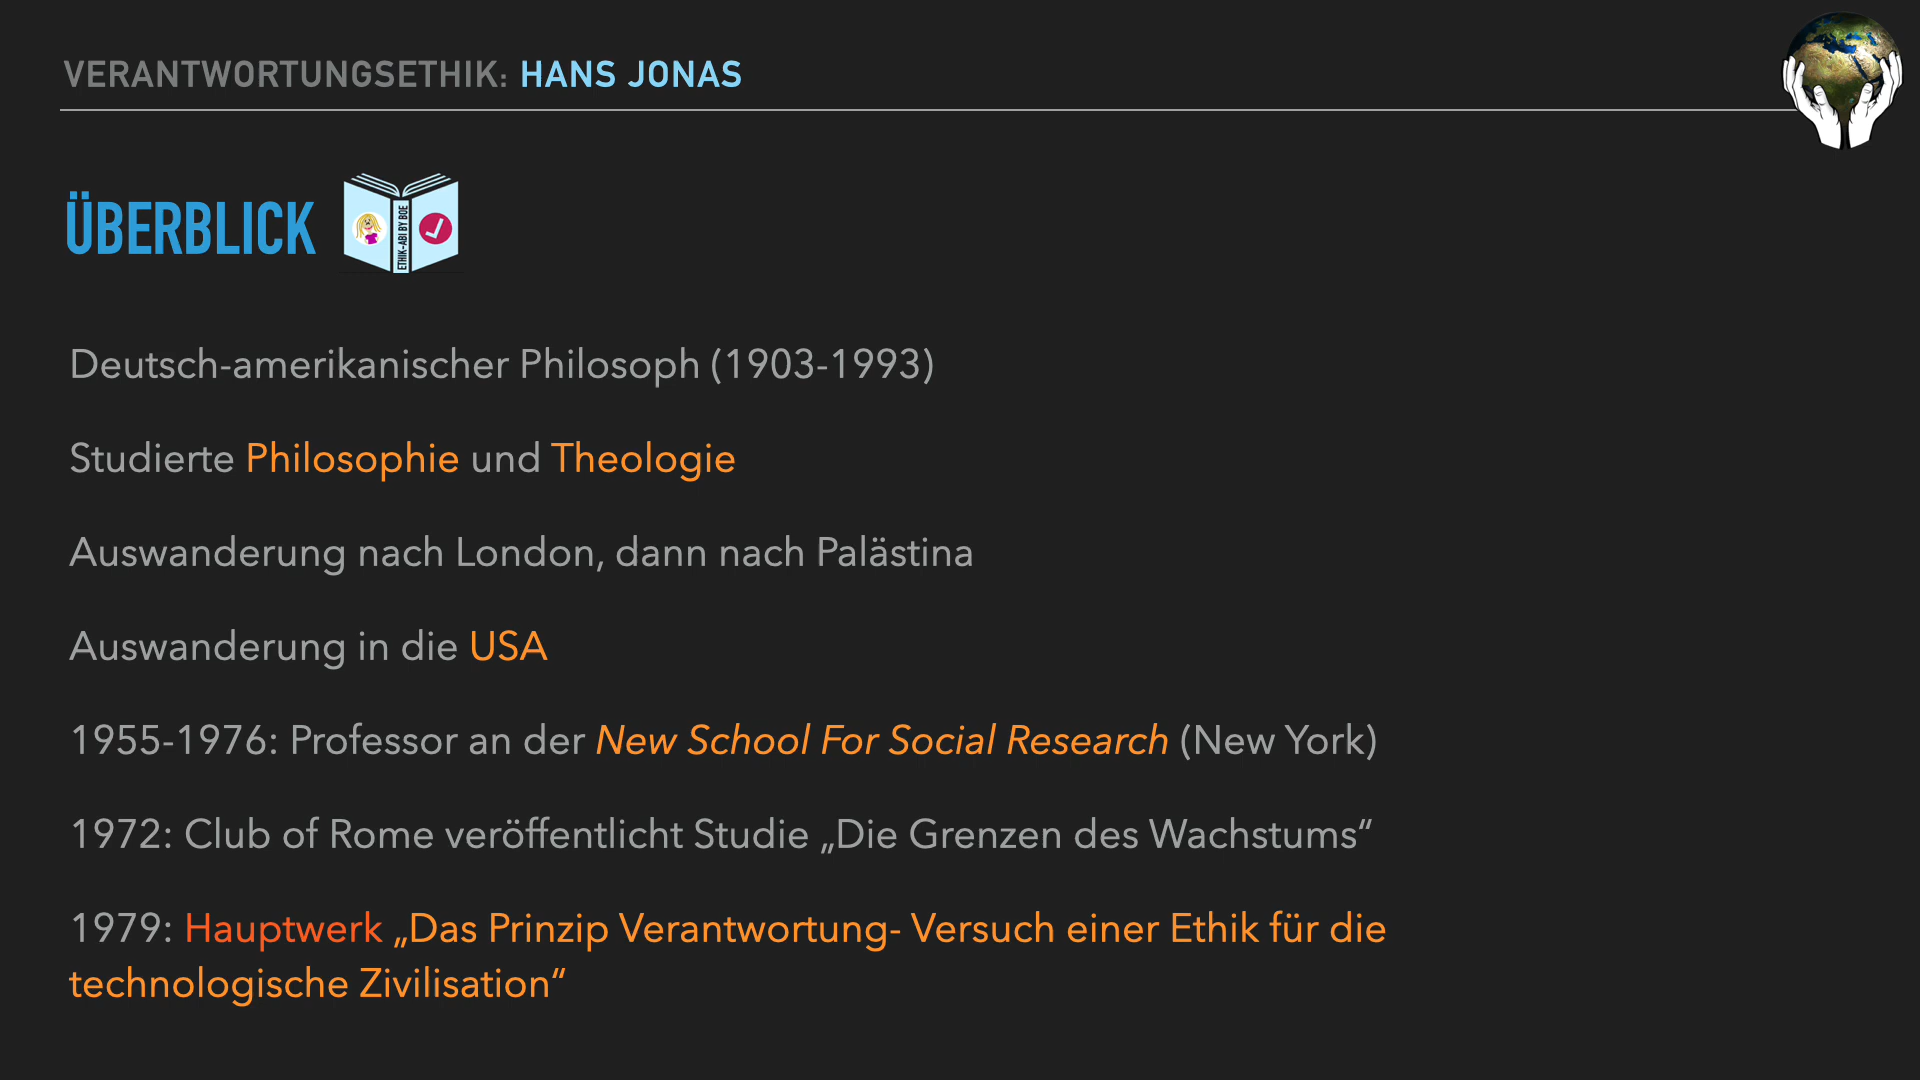 VERANTWORTUNGSETHIK: HANS JONAS
ÜBERBLICK
ETHIK-ABI BY BOE
Deutsch-amerikanischer Philosoph (1903-1993)
Studierte Philosophie und Theologie
Auswanderung nach London, dann nach Palästina
Auswanderung in die USA
1955-1976: Professor an der New School For Social Research (New York)
1972: Club of Rome veröffentlicht Studie „Die Grenzen des Wachstums“
1979: Hauptwerk „Das Prinzip Verantwortung- Versuch einer Ethik für die
technologische Zivilisation“